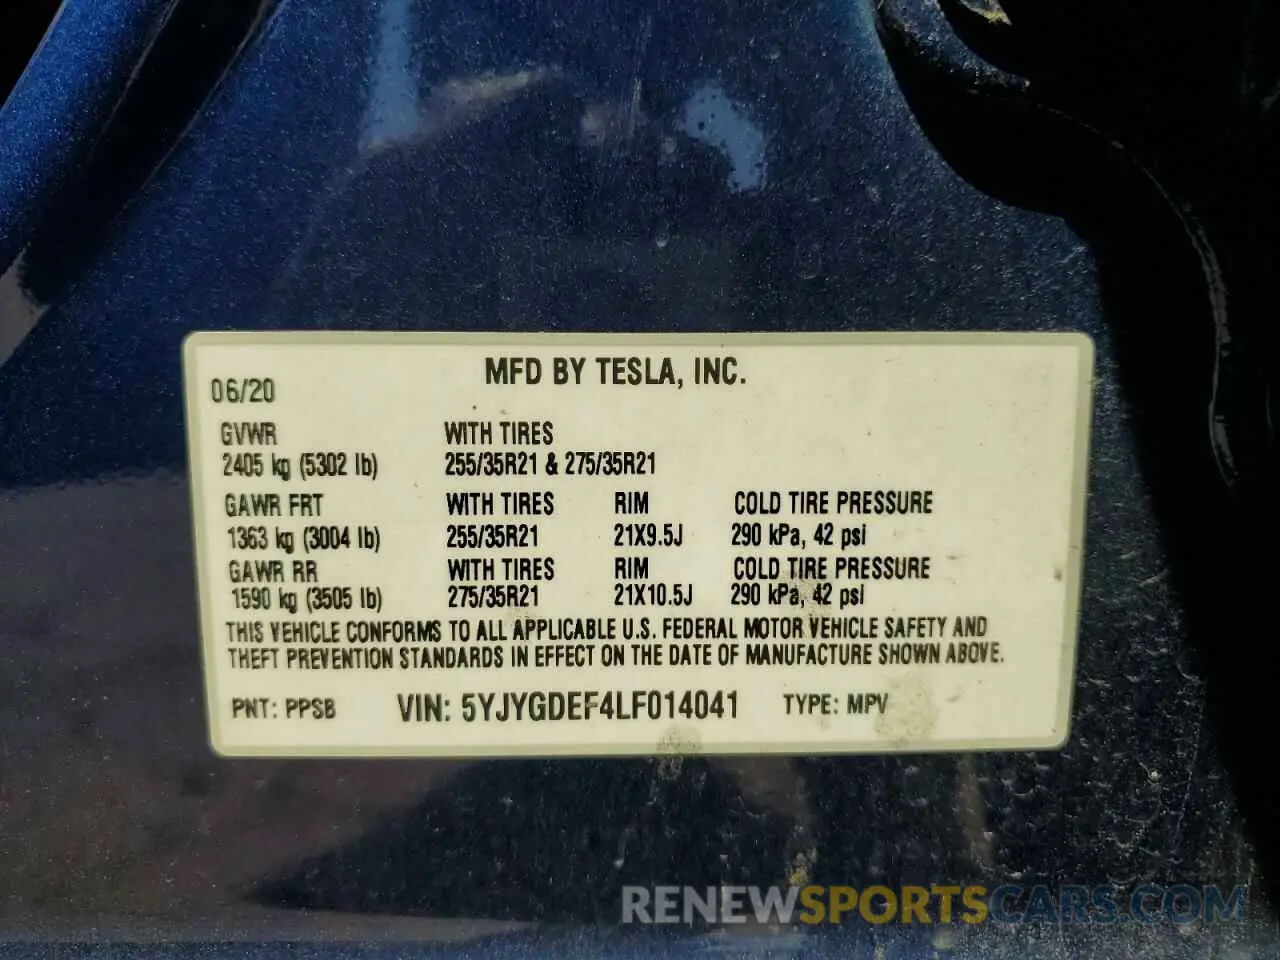 MFD BY TESLA, INC.
06/20
GVWR WITH TIRES
2405 kg (5302 lb) 255/35R21 & 275/35R21
GAWR FRT WITH TIRES RIM COLD TIRE PRESSURE
1363 kg (3004 lb) 255/35R21 21X9.5J 290 kPa, 42 psi
GAWR RR WITH TIRES RIM COLD TIRE PRESSURE
1590 kg (3505 lb) 275/35R21 21X10.5J 290 kPa, 42 psi
THIS VEHICLE CONFORMS TO ALL APPLICABLE U.S. FEDERAL MOTOR VEHICLE SAFETY AND
THEFT PREVENTION STANDARDS IN EFFECT ON THE DATE OF MANUFACTURE SHOWN ABOVE.
PNT: PPSB VIN: 5YJYGDEF4LF014041 TYPE: MPV
RENEWSPORTSCARS.COM